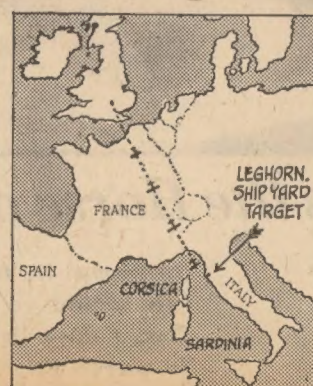 LEGHORN.
SHIP YARD
TARGET
FRANCE
SPAIN
ITALY
CORSICA
SARDINIA